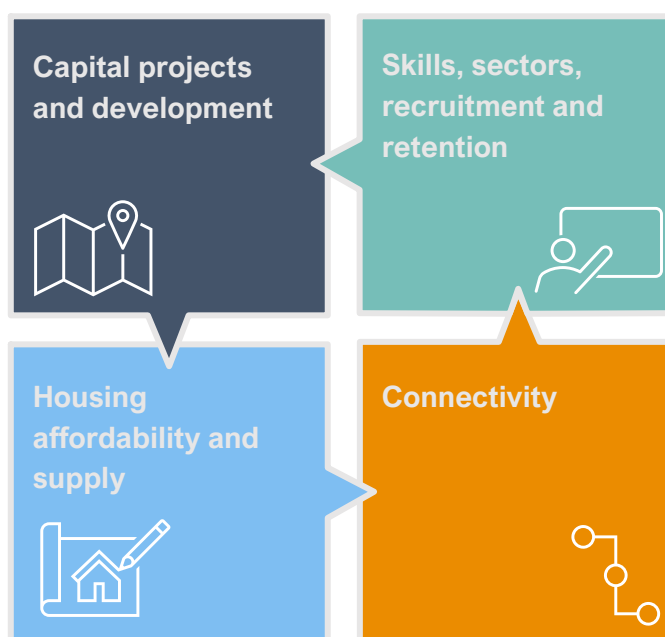 Capital projects
and development
Skills, sectors,
recruitment and
retention
Housing
affordability and
supply
Connectivity